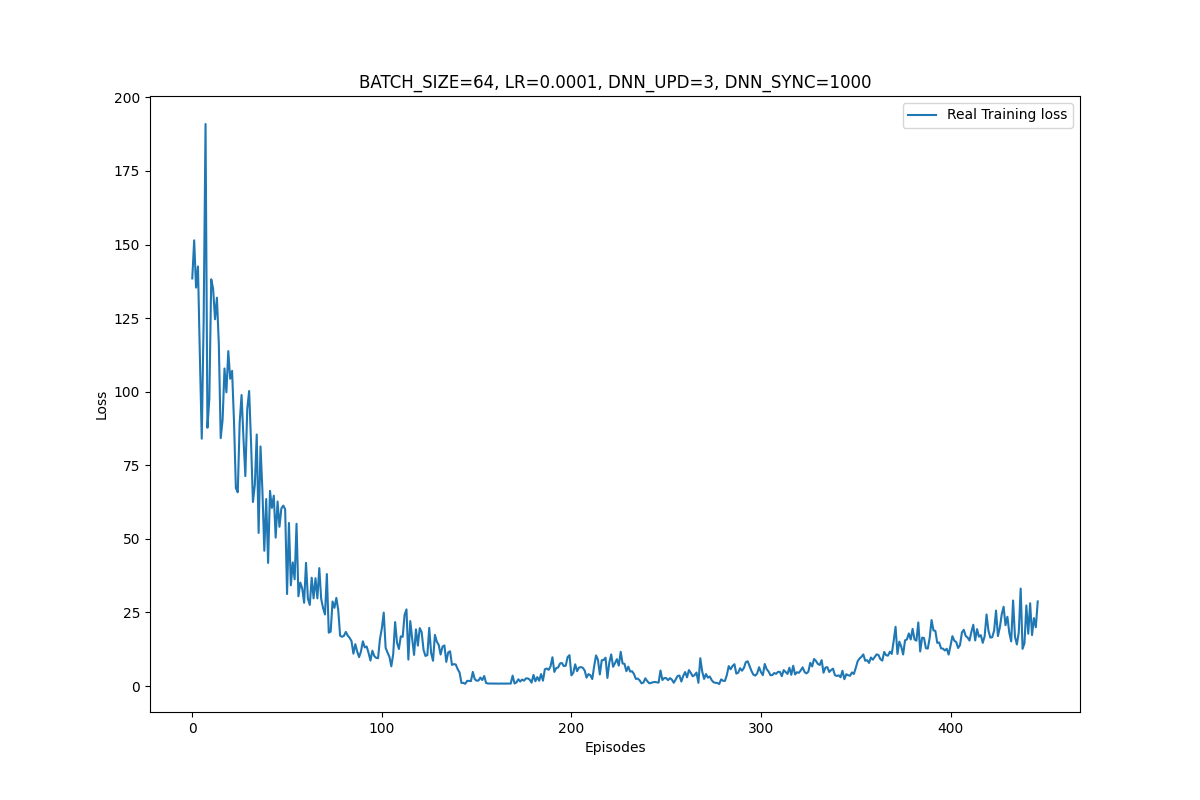 BATCH_SIZE=64, LR=0.0001, DNN_UPD=3, DNN_SYNC=1000
Real Training loss
200
175
150
125
100
75
50
25
0
Loss
0 100 200 300 400
Episodes